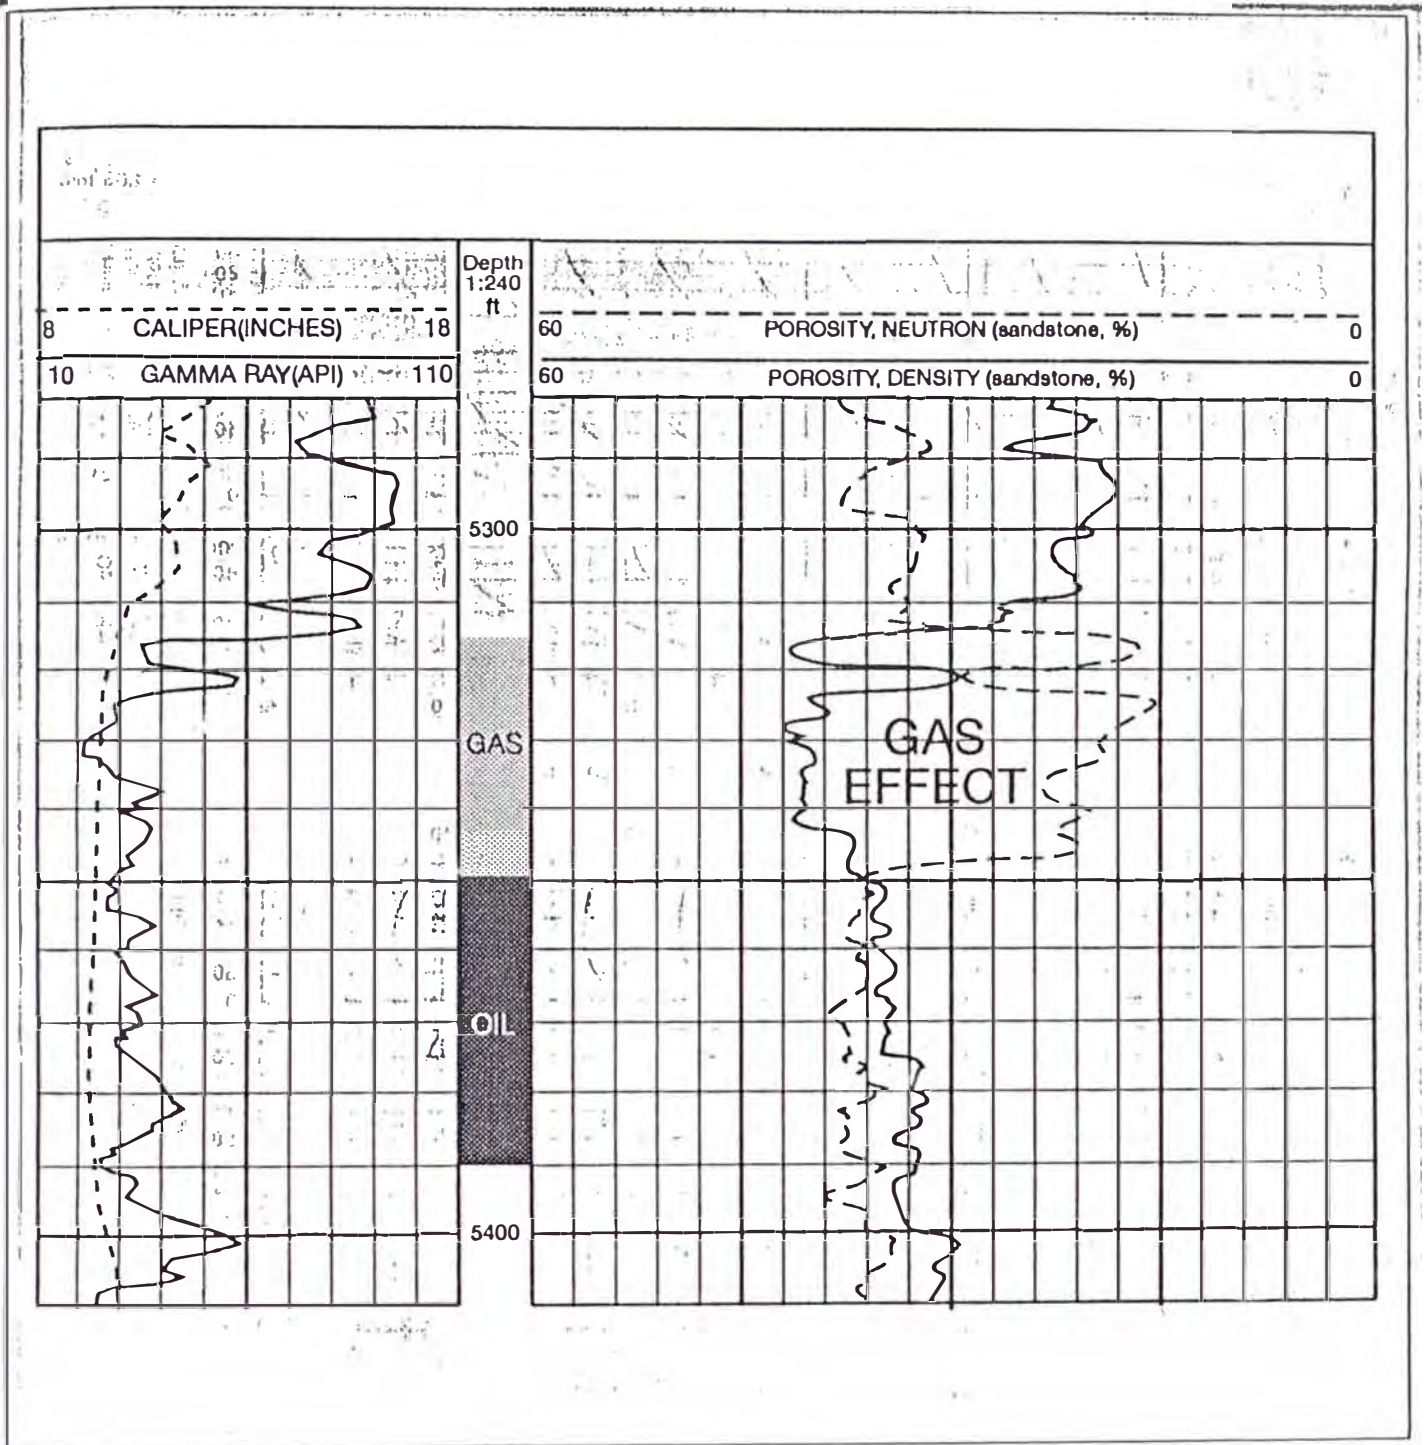 Depth
1:240
ft
8 CALIPER(INCHES) 18
60 POROSITY, NEUTRON (sandstone, %) 0
10 GAMMA RAY(API) 110
60 POROSITY, DENSITY (sandstone, %) 0
5300
GAS
GAS
EFFECT
OIL
5400